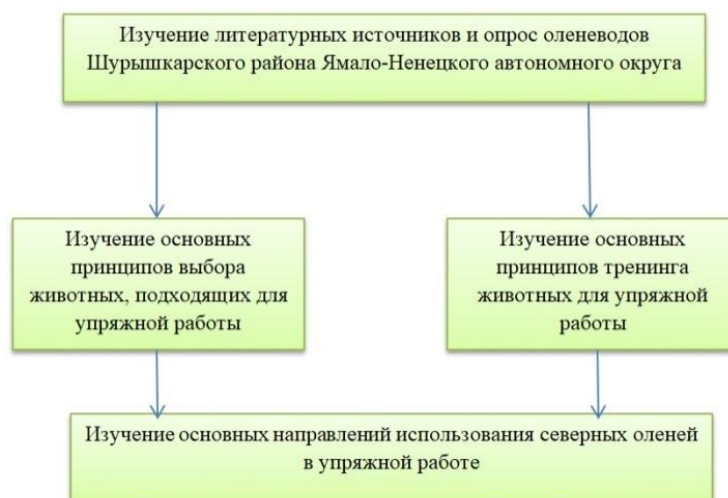 Изучение литературных источников и опрос оленеводов
Шурышкарского района Ямало-Ненецкого автономного округа
Изучение основных
принципов выбора
животных, подходящих для
упряжной работы
Изучение основных
принципов тренинга
животных для упряжной
работы
Изучение основных направлений использования северных оленей
в упряжной работе